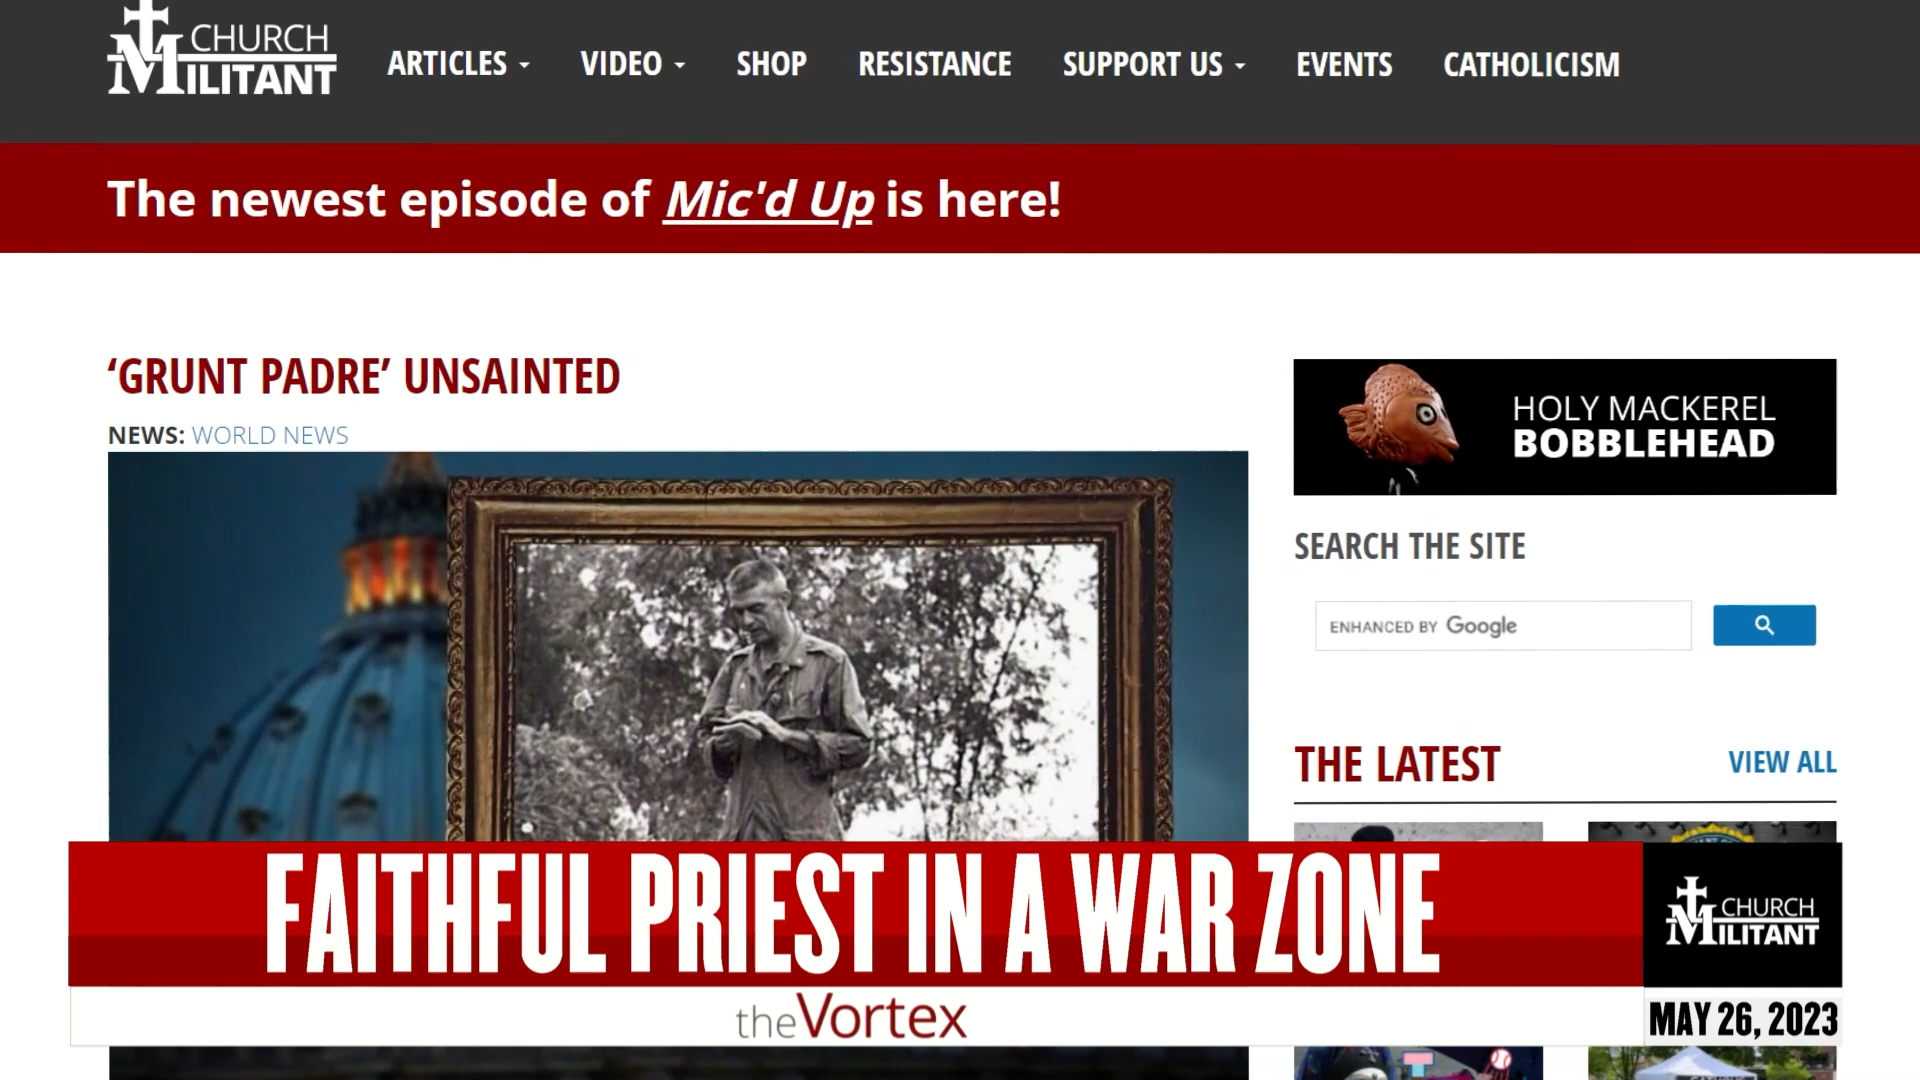 CHURCH
MILITANT
ARTICLES
VIDEO
SHOP
RESISTANCE
SUPPORT US
EVENTS
CATHOLICISM
The newest episode of Mic'd Up is here!
‘GRUNT PADRE’ UNSAINTED
NEWS: WORLD NEWS
HOLY MACKEREL
BOBBLEHEAD
SEARCH THE SITE
ENHANCED BY Google
THE LATEST
VIEW ALL
FAITHFUL PRIEST IN A WAR ZONE
CHURCH
MILITANT
theVortex
MAY 26, 2023